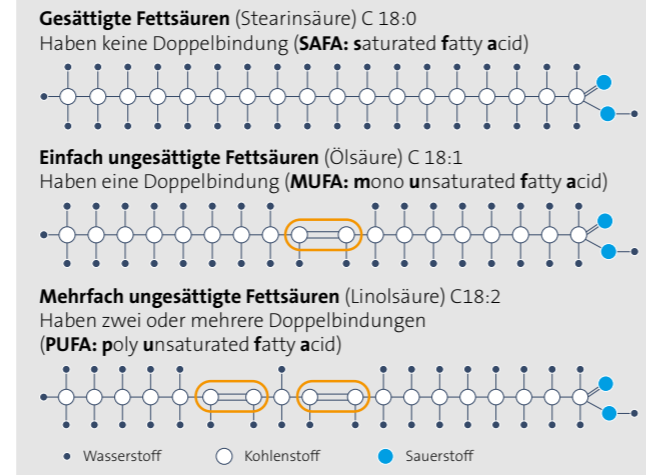 Gesättigte Fettsäuren (Stearinsäure) C 18:0
Haben keine Doppelbindung (SAFA: saturated fatty acid)
Einfach ungesättigte Fettsäuren (Ölsäure) C 18:1
Haben eine Doppelbindung (MUFA: mono unsaturated fatty acid)
Mehrfach ungesättigte Fettsäuren (Linolsäure) C18:2
Haben zwei oder mehrere Doppelbindungen
(PUFA: poly unsaturated fatty acid)
Wasserstoff Kohlenstoff Sauerstoff